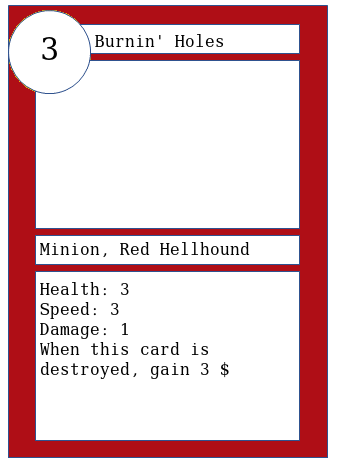 3
Burnin' Holes
Minion, Red Hellhound
Health: 3
Speed: 3
Damage: 1
When this card is
destroyed, gain 3 $